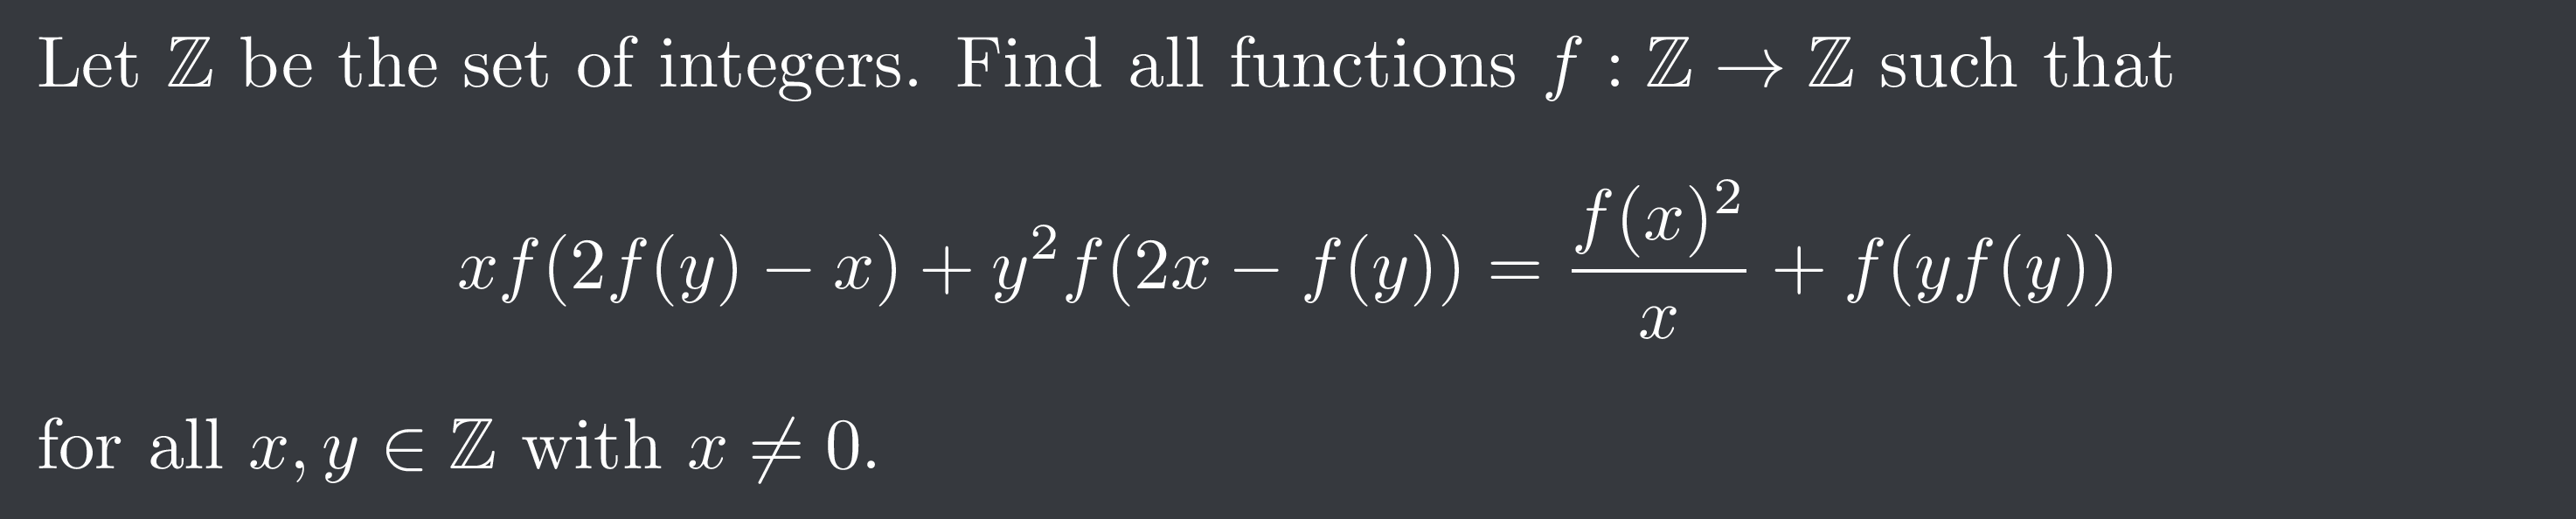 Let ℤ be the set of integers. Find all functions f : ℤ → ℤ such that
xf(2f(y) − x) + y²f(2x − f(y)) = f(x)²/x + f(yf(y))
for all x, y ∈ ℤ with x ≠ 0.